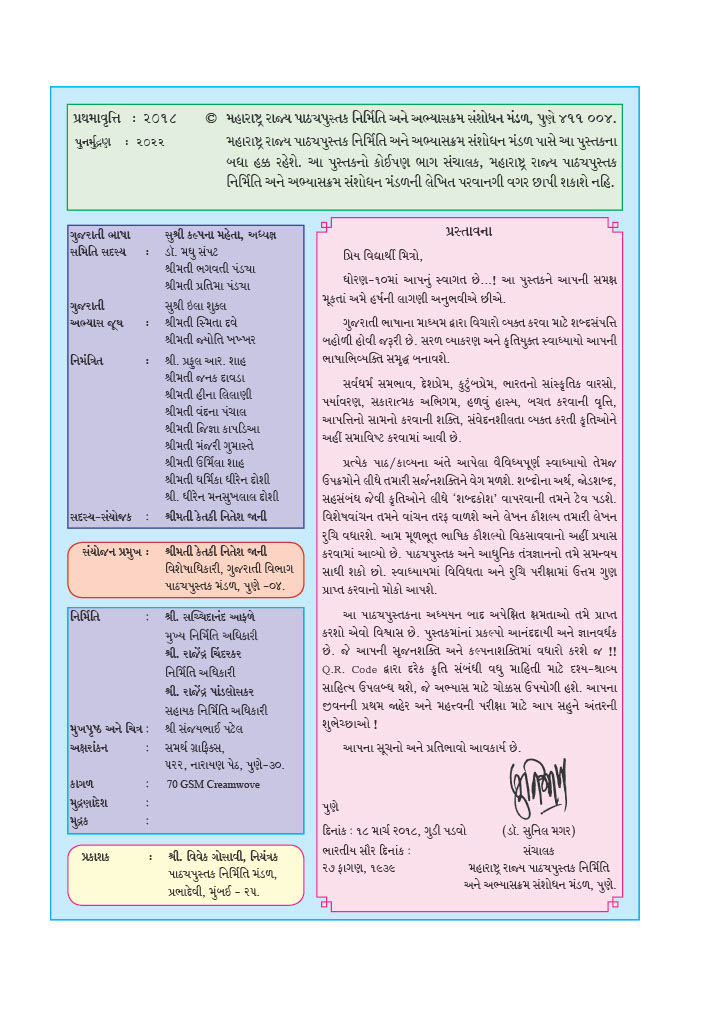 પ્રથમાવૃત્તિ : ૨૦૧૮ © મહારાષ્ટ્ર રાજ્ય પાઠ્યપુસ્તક નિર્મિતિ અને અભ્યાસક્રમ સંશોધન મંડળ, પુણે ૪૧૧ ૦૦૪.
પુનર્મુદ્રણ : ૨૦૨૨ મહારાષ્ટ્ર રાજ્ય પાઠ્યપુસ્તક નિર્મિતિ અને અભ્યાસક્રમ સંશોધન મંડળ પાસે આ પુસ્તકના
બધા હક્ક રહેશે. આ પુસ્તકનો કોઈપણ ભાગ સંચાલક, મહારાષ્ટ્ર રાજ્ય પાઠ્યપુસ્તક
નિર્મિતિ અને અભ્યાસક્રમ સંશોધન મંડળની લેખિત પરવાનગી વગર છાપી શકાશે નહિ.
ગુજરાતી ભાષા સુશ્રી કલ્પના મહેતા, અધ્યક્ષ
સમિતિ સદસ્ય : ડૉ. મધુ સંપટ
શ્રીમતી ભગવતી પંડ્યા
શ્રીમતી પ્રતિમા પંડ્યા
ગુજરાતી સુશ્રી ઇલા શુક્લ
અભ્યાસ જૂથ : શ્રીમતી સ્મિતા દવે
શ્રીમતી જ્યોતિ ખખ્ખર
નિમંત્રિત : શ્રી. પ્રફુલ આર. શાહ
શ્રીમતી જનક દાવડા
શ્રીમતી હીના લિલાણી
શ્રીમતી વંદના પંચાલ
શ્રીમતી જિજ્ઞા કાપડિઆ
શ્રીમતી મંજરી ગુમાસ્તે
શ્રીમતી ઉર્મિલા શાહ
શ્રીમતી ધર્મિકા ધીરેન દોશી
શ્રી. ધીરેન મનસુખલાલ દોશી
સદસ્ય-સંયોજક : શ્રીમતી કેતકી નિતેશ જાની
સંયોજન પ્રમુખ : શ્રીમતી કેતકી નિતેશ જાની
વિશેષાધિકારી, ગુજરાતી વિભાગ
પાઠ્યપુસ્તક મંડળ, પુણે -૦૪.
નિર્મિતિ : શ્રી. સચ્ચિદાનંદ આફળે
મુખ્ય નિર્મિતિ અધિકારી
શ્રી. રાજેંદ્ર ચિંદરકર
નિર્મિતિ અધિકારી
શ્રી. રાજેંદ્ર પાંડલોસકર
સહાયક નિર્મિતિ અધિકારી
મુખપૃષ્ઠ અને ચિત્ર : શ્રી સંજયભાઈ પટેલ
અક્ષરાંકન : સમર્થ ગ્રાફિક્સ,
૫૨૨, નારાયણ પેઠ, પુણે-૩૦.
કાગળ : 70 GSM Creamwove
મુદ્રણાદેશ :
મુદ્રક :
પ્રકાશક : શ્રી. વિવેક ગોસાવી, નિયંત્રક
પાઠ્યપુસ્તક નિર્મિતિ મંડળ,
પ્રભાદેવી, મુંબઈ - ૨૫.
પ્રસ્તાવના
પ્રિય વિદ્યાર્થી મિત્રો,
ધોરણ-૧૦માં આપનું સ્વાગત છે...! આ પુસ્તકને આપની સમક્ષ
મૂકતાં અમે હર્ષની લાગણી અનુભવીએ છીએ.
ગુજરાતી ભાષાના માધ્યમ દ્વારા વિચારો વ્યક્ત કરવા માટે શબ્દસંપત્તિ
બહોળી હોવી જરૂરી છે. સરળ વ્યાકરણ અને કૃતિયુક્ત સ્વાધ્યાયો આપની
ભાષાભિવ્યક્તિ સમૃદ્ધ બનાવશે.
સર્વધર્મ સમભાવ, દેશપ્રેમ, કુટુંબપ્રેમ, ભારતનો સાંસ્કૃતિક વારસો,
પર્યાવરણ, સકારાત્મક અભિગમ, હળવું હાસ્ય, બચત કરવાની વૃત્તિ,
આપત્તિનો સામનો કરવાની શક્તિ, સંવેદનશીલતા વ્યક્ત કરતી કૃતિઓને
અહીં સમાવિષ્ટ કરવામાં આવી છે.
પ્રત્યેક પાઠ/કાવ્યના અંતે આપેલા વૈવિધ્યપૂર્ણ સ્વાધ્યાયો તેમજ
ઉપક્રમોને લીધે તમારી સર્જનશક્તિને વેગ મળશે. શબ્દોના અર્થ, જોડશબ્દ,
સહસંબંધ જેવી કૃતિઓને લીધે ‘શબ્દકોશ’ વાપરવાની તમને ટેવ પડશે.
વિશેષવાંચન તમને વાંચન તરફ વાળશે અને લેખન કૌશલ્ય તમારી લેખન
રુચિ વધારશે. આમ મૂળભૂત ભાષિક કૌશલ્યો વિકસાવવાનો અહીં પ્રયાસ
કરવામાં આવ્યો છે. પાઠ્યપુસ્તક અને આધુનિક તંત્રજ્ઞાનનો તમે સમન્વય
સાધી શકો છો. સ્વાધ્યાયમાં વિવિધતા અને રુચિ પરીક્ષામાં ઉત્તમ ગુણ
પ્રાપ્ત કરવાનો મોકો આપશે.
આ પાઠ્યપુસ્તકના અધ્યયન બાદ અપેક્ષિત ક્ષમતાઓ તમે પ્રાપ્ત
કરશો એવો વિશ્વાસ છે. પુસ્તકમાંનાં પ્રકલ્પો આનંદદાયી અને જ્ઞાનવર્ધક
છે. જે આપની સૃજનશક્તિ અને કલ્પનાશક્તિમાં વધારો કરશે જ !!
Q.R. Code દ્વારા દરેક કૃતિ સંબંધી વધુ માહિતી માટે દશ્ય-શ્રાવ્ય
સાહિત્ય ઉપલબ્ધ થશે, જે અભ્યાસ માટે ચોક્કસ ઉપયોગી હશે. આપના
જીવનની પ્રથમ જાહેર અને મહત્ત્વની પરીક્ષા માટે આપ સહુને અંતરની
શુભેચ્છાઓ !
આપના સૂચનો અને પ્રતિભાવો આવકાર્ય છે.
પુણે
દિનાંક : ૧૮ માર્ચ ૨૦૧૮, ગુડી પડવો (ડૉ. સુનિલ મગર)
ભારતીય સૌર દિનાંક : સંચાલક
૨૭ ફાગણ, ૧૯૩૯ મહારાષ્ટ્ર રાજ્ય પાઠ્યપુસ્તક નિર્મિતિ
અને અભ્યાસક્રમ સંશોધન મંડળ, પુણે.